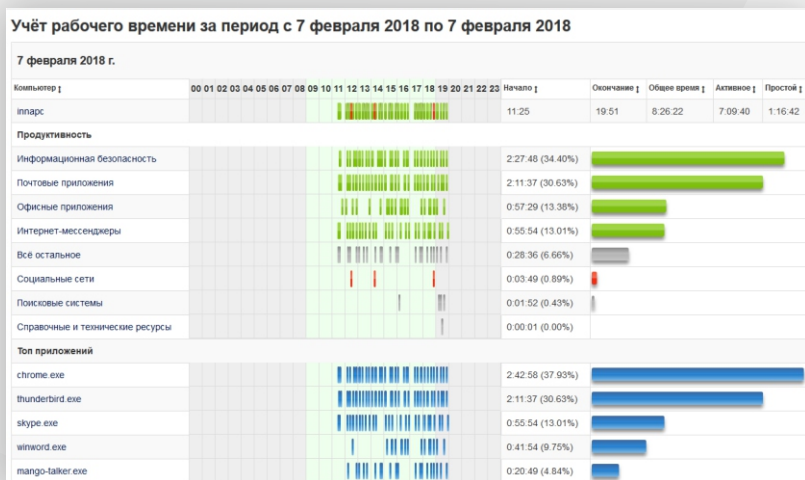 Учёт рабочего времени за период с 7 февраля 2018 по 7 февраля 2018
7 февраля 2018 г.
Компьютер 00 01 02 03 04 05 06 07 08 09 10 11 12 13 14 15 16 17 18 19 20 21 22 23 Начало Окончание Общее время Активное Простой
innapc 11:25 19:51 8:26:22 7:09:40 1:16:42
Продуктивность
Информационная безопасность 2:27:48 (34.40%)
Почтовые приложения 2:11:37 (30.63%)
Офисные приложения 0:57:29 (13.38%)
Интернет-мессенджеры 0:55:54 (13.01%)
Всё остальное 0:28:36 (6.66%)
Социальные сети 0:03:49 (0.89%)
Поисковые системы 0:01:52 (0.43%)
Справочные и технические ресурсы 0:00:01 (0.00%)
Топ приложений
chrome.exe 2:42:58 (37.93%)
thunderbird.exe 2:11:37 (30.63%)
skype.exe 0:55:54 (13.01%)
winword.exe 0:41:54 (9.75%)
mango-talker.exe 0:20:49 (4.84%)